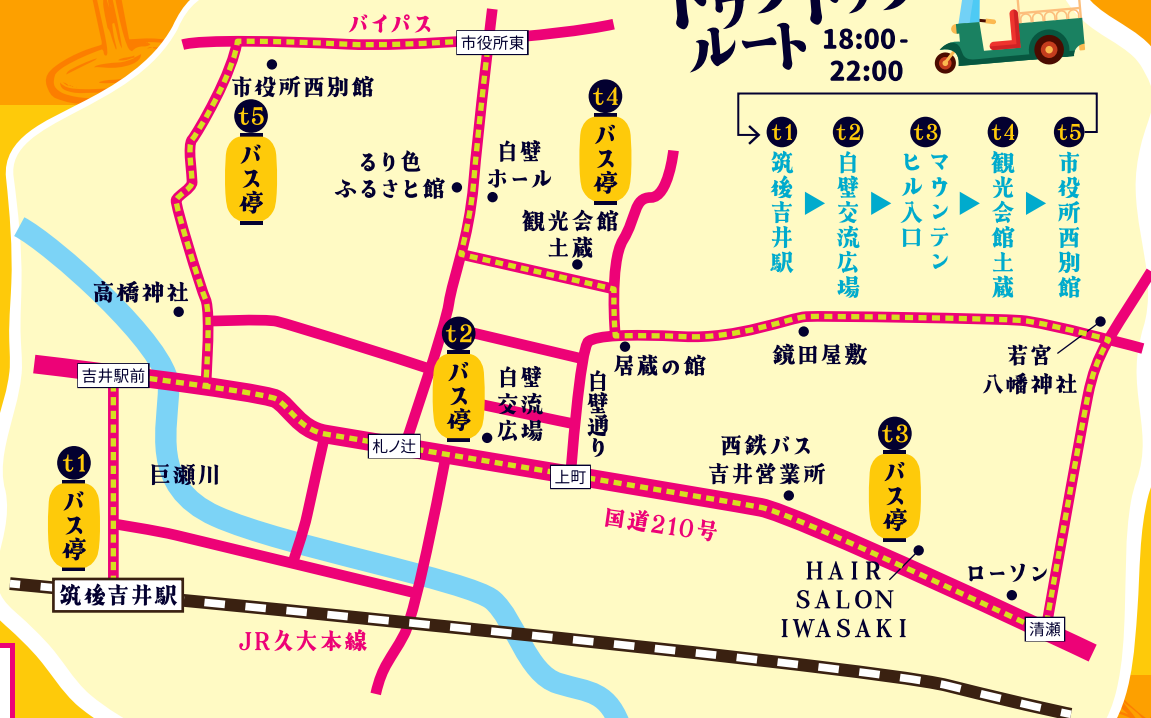 トゥクトゥク
ルート
18:00-
22:00
t1
t2
t3
t4
t5
筑後吉井駅
白壁交流広場
マウンテン
ヒル入口
観光会館土蔵
市役所西別館
バイパス
市役所東
市役所西別館
t5
バス停
t4
バス停
るり色
ふるさと館
白壁
ホール
観光会館
土蔵
高橋神社
t2
バス停
白壁
交流
広場
居蔵の館
白壁通り
鏡田屋敷
若宮
八幡神社
吉井駅前
札ノ辻
上町
西鉄バス
吉井営業所
t3
バス停
t1
バス停
巨瀬川
国道210号
HAIR
SALON
IWASAKI
ローソン
筑後吉井駅
清瀬
JR久大本線